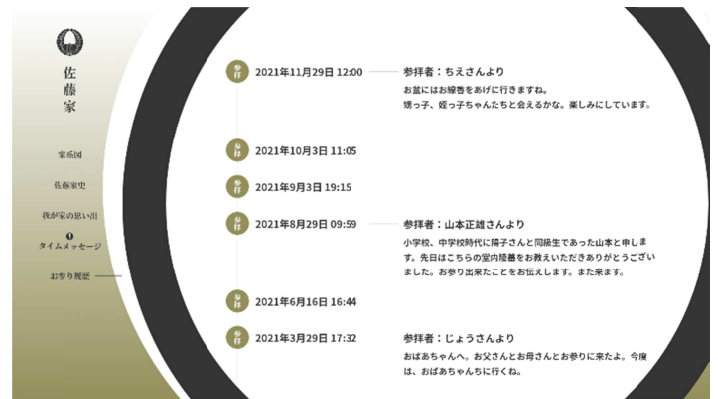 佐藤家
家系図
佐藤家史
我が家の思い出
タイムメッセージ
お参り履歴
参拝
2021年11月29日 12:00
参拝者：ちえさんより
お盆にはお線香をあげに行きますね。
甥っ子、姪っ子ちゃんたちと会えるかな。楽しみにしています。
参拝
2021年10月3日 11:05
参拝
2021年9月3日 19:15
参拝
2021年8月29日 09:59
参拝者：山本正雄さんより
小学校、中学校時代に陽子さんと同級生であった山本と申しま
す。先日はこちらの堂内陵墓をお教えいただきありがとうござい
ました。お参り出来たことをお伝えします。また来ます。
参拝
2021年6月16日 16:44
参拝
2021年3月29日 17:32
参拝者：じょうさんより
おばあちゃんへ。お父さんとお母さんとお参りに来たよ。今度
は、おばあちゃんちに行くね。